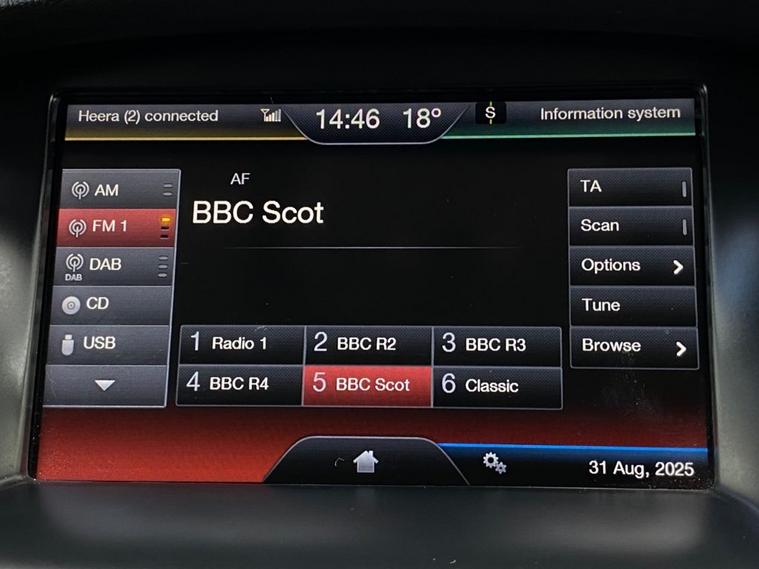 Heera (2) connected
14:46 18°
S
Information system
AM
FM 1
DAB
DAB
CD
USB
AF
BBC Scot
TA
Scan
Options
Tune
Browse
1 Radio 1
2 BBC R2
3 BBC R3
4 BBC R4
5 BBC Scot
6 Classic
31 Aug, 2025